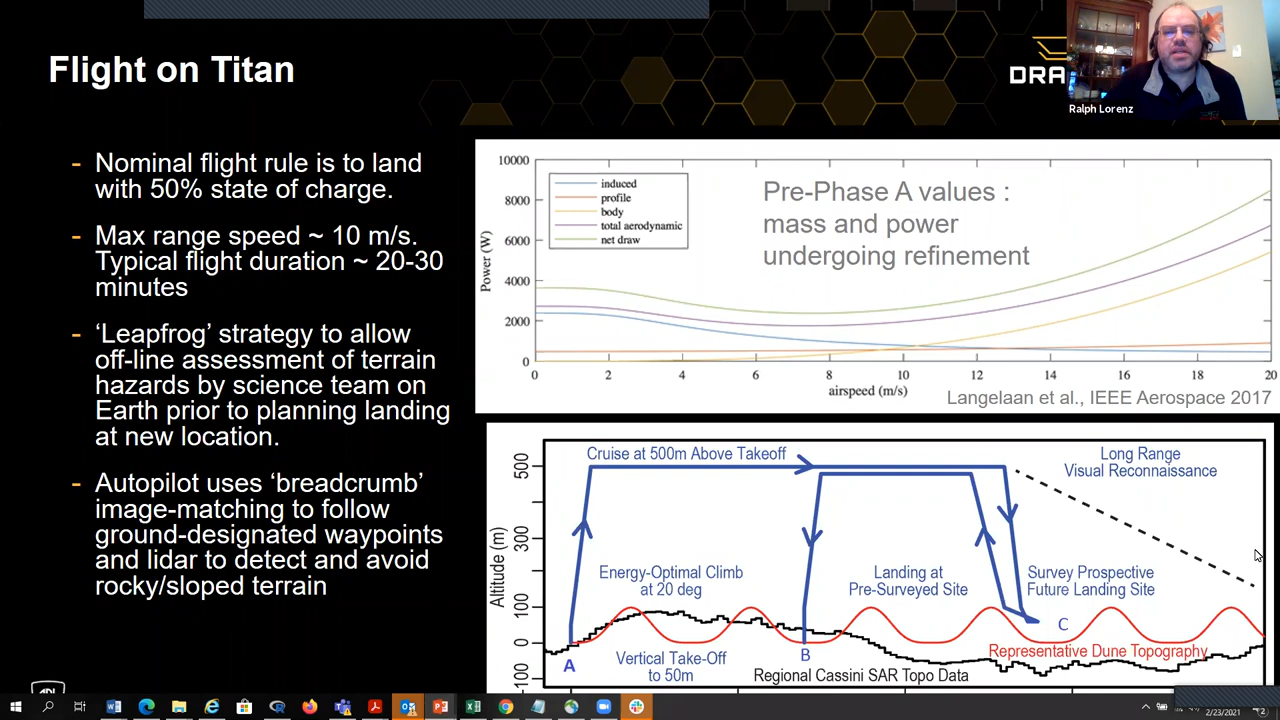 Flight on Titan
DRA
Ralph Lorenz
- Nominal flight rule is to land
with 50% state of charge.
- Max range speed ~ 10 m/s.
Typical flight duration ~ 20-30
minutes
- ‘Leapfrog’ strategy to allow
off-line assessment of terrain
hazards by science team on
Earth prior to planning landing
at new location.
- Autopilot uses ‘breadcrumb’
image-matching to follow
ground-designated waypoints
and lidar to detect and avoid
rocky/sloped terrain
10000
8000
6000
4000
2000
0
Power (W)
induced
profile
body
total aerodynamic
net draw
Pre-Phase A values :
mass and power
undergoing refinement
0 2 4 6 8 10 12 14 16 18 20
airspeed (m/s)
Langelaan et al., IEEE Aerospace 2017
Altitude (m)
500
300
100
0
100
Cruise at 500m Above Takeoff
Long Range
Visual Reconnaissance
Energy-Optimal Climb
at 20 deg
Landing at
Pre-Surveyed Site
Survey Prospective
Future Landing Site
A
B
C
Representative Dune Topography
Vertical Take-Off
to 50m
Regional Cassini SAR Topo Data
APL
2/23/2021